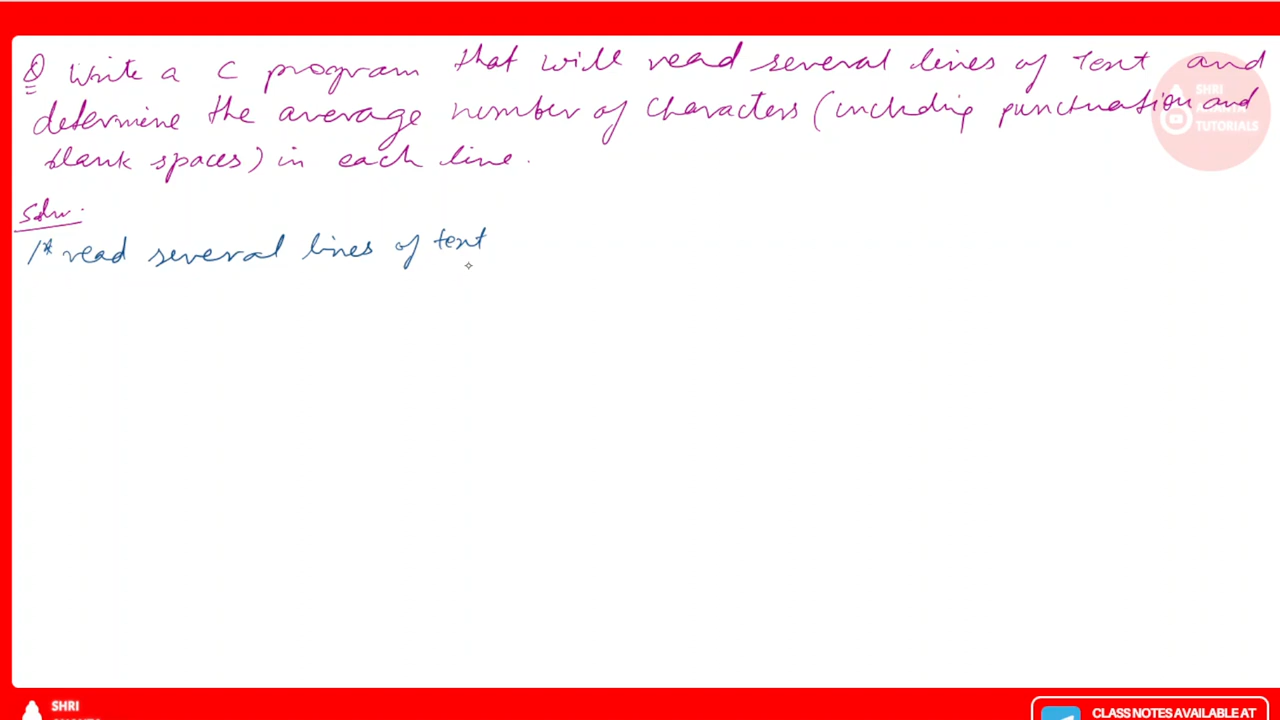 Q Write a C program that will read several lines of text and
SHRI
determine the average number of characters (including punctuation and
TUTORIALS
blank spaces) in each line.
Soln.
/* read several lines of text
SHRI
CLASS NOTES AVAILABLE AT